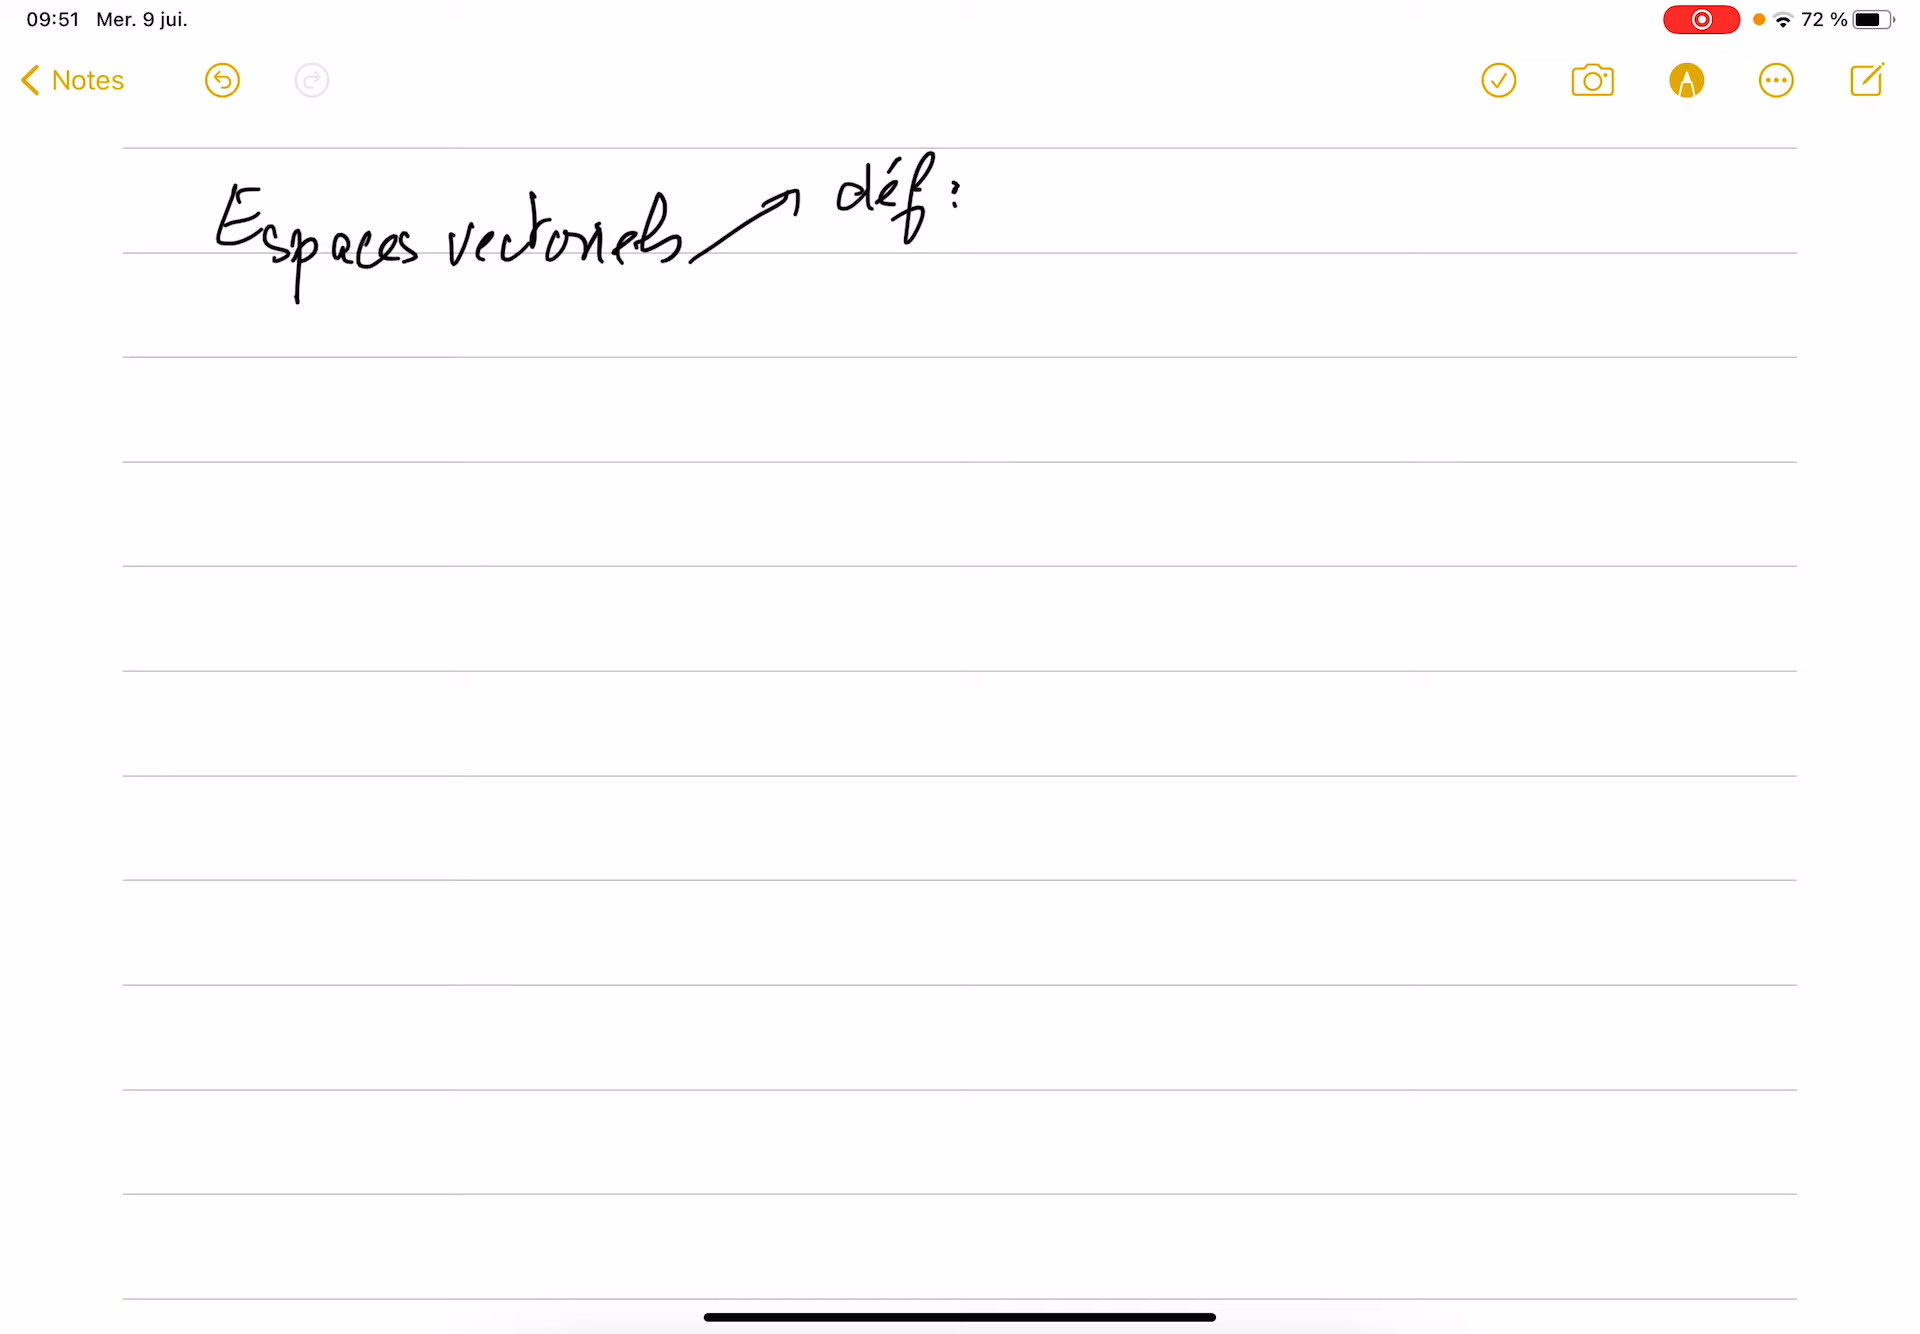 09:51 Mer. 9 jui. 72 %
Notes
Espaces vectoriels ↗ déf :